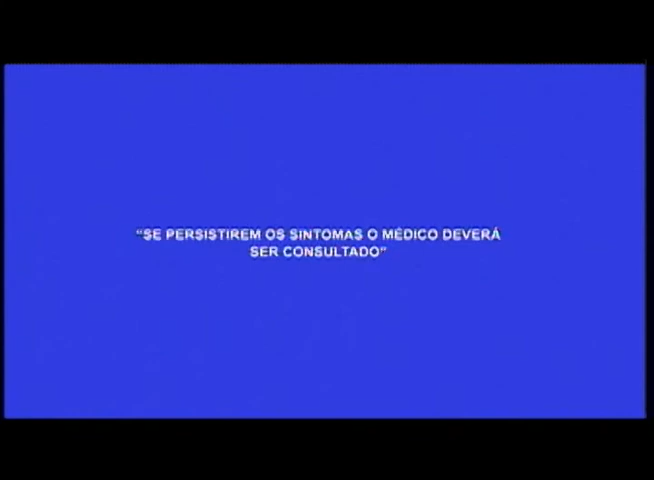 "SE PERSISTIREM OS SINTOMAS O MÉDICO DEVERÁ
SER CONSULTADO"